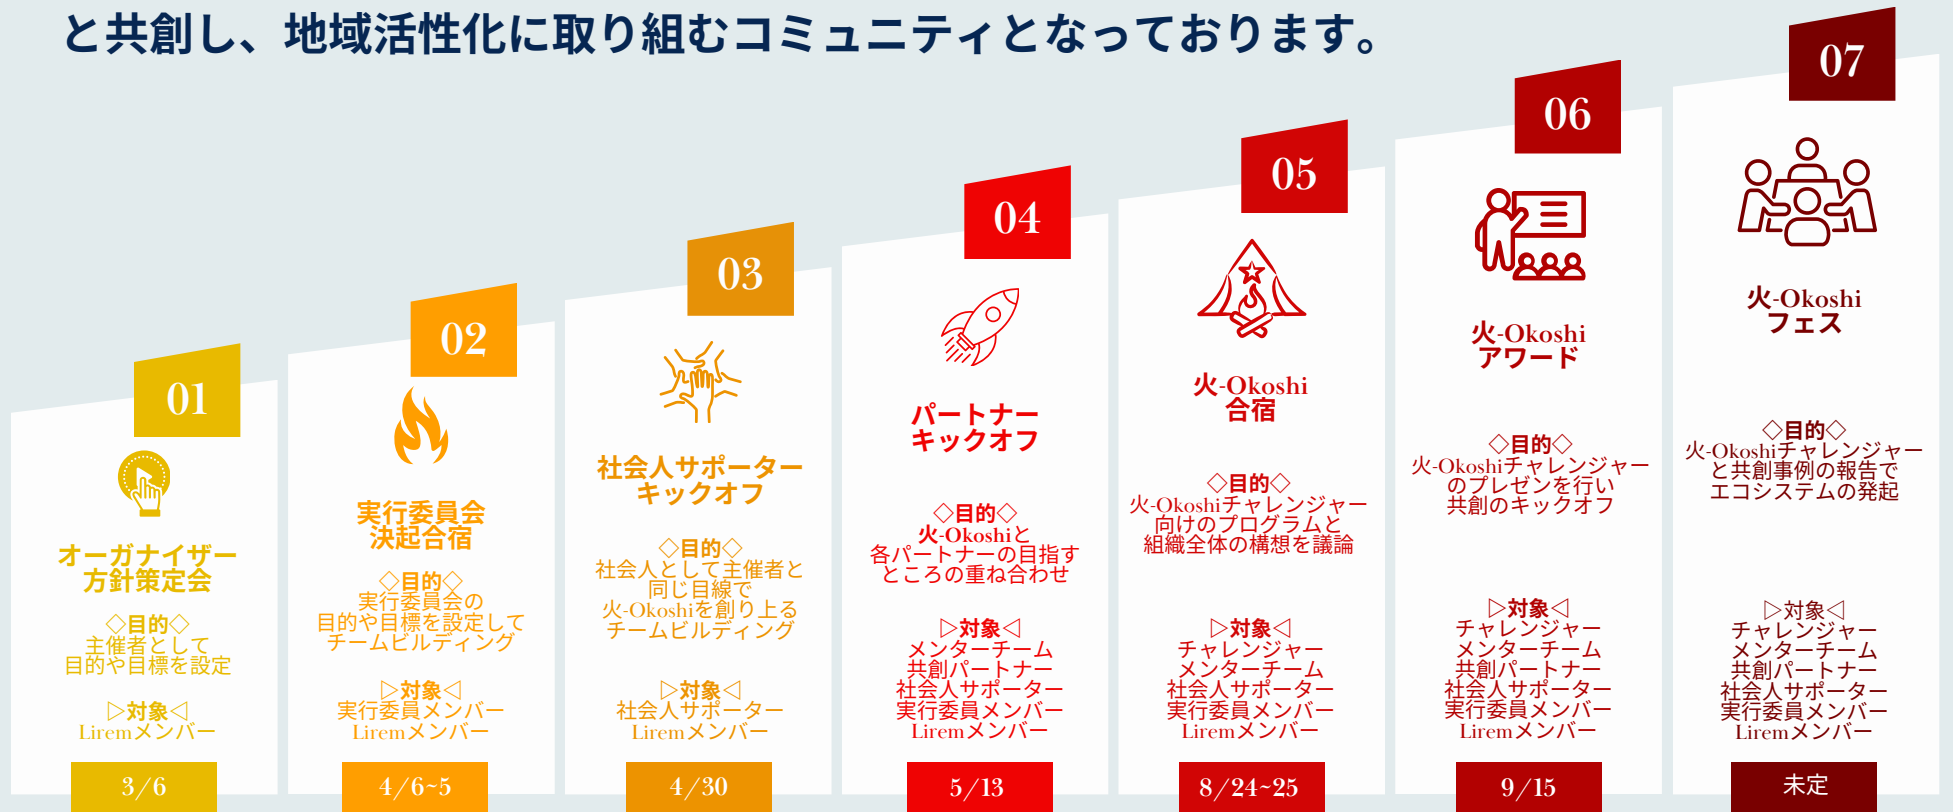 と共創し、地域活性化に取り組むコミュニティとなっております。
01
オーガナイザー
方針策定会
◇目的◇
主催者として
目的や目標を設定
▷対象◁
Liremメンバー
3/6
02
実行委員会
決起合宿
◇目的◇
実行委員会の
目的や目標を設定して
チームビルディング
▷対象◁
実行委員メンバー
Liremメンバー
4/6~5
03
社会人サポーター
キックオフ
◇目的◇
社会人として主催者と
同じ目線で
火-Okoshiを創り上る
チームビルディング
▷対象◁
社会人サポーター
Liremメンバー
4/30
04
パートナー
キックオフ
◇目的◇
火-Okoshiと
各パートナーの目指す
ところの重ね合わせ
▷対象◁
メンターチーム
共創パートナー
社会人サポーター
実行委員メンバー
Liremメンバー
5/13
05
火-Okoshi
合宿
◇目的◇
火-Okoshiチャレンジャー
向けのプログラムと
組織全体の構想を議論
▷対象◁
チャレンジャー
メンターチーム
社会人サポーター
実行委員メンバー
Liremメンバー
8/24~25
06
火-Okoshi
アワード
◇目的◇
火-Okoshiチャレンジャー
のプレゼンを行い
共創のキックオフ
▷対象◁
チャレンジャー
メンターチーム
共創パートナー
社会人サポーター
実行委員メンバー
Liremメンバー
9/15
07
火-Okoshi
フェス
◇目的◇
火-Okoshiチャレンジャー
と共創事例の報告で
エコシステムの発起
▷対象◁
チャレンジャー
メンターチーム
共創パートナー
社会人サポーター
実行委員メンバー
Liremメンバー
未定